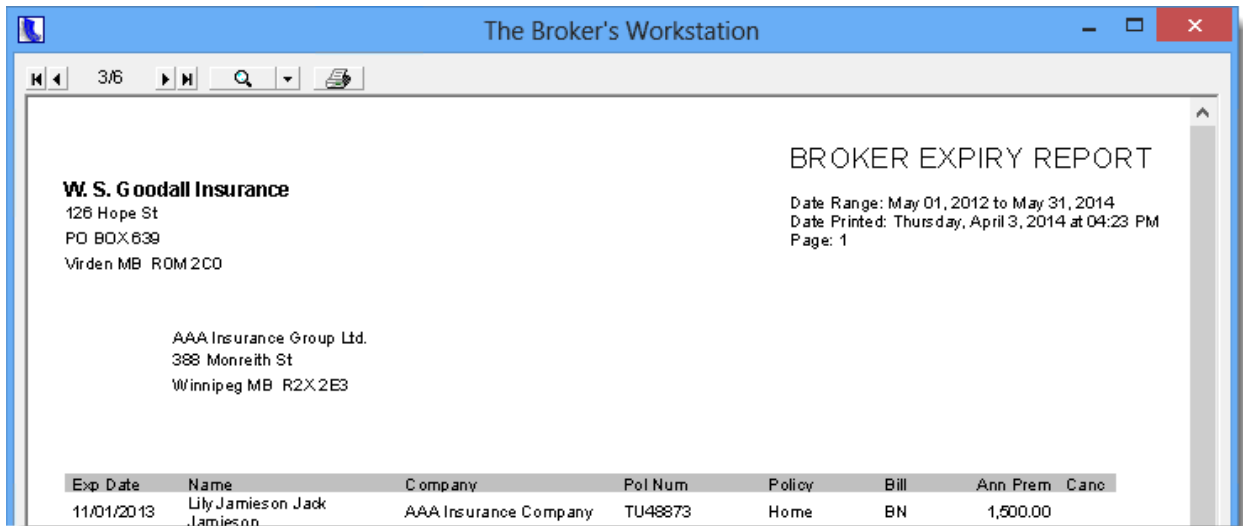 The Broker's Workstation
3/6
BROKER EXPIRY REPORT
W. S. Goodall Insurance
126 Hope St
PO BOX 639
Virden MB R0M 2C0
Date Range: May 01, 2012 to May 31, 2014
Date Printed: Thursday, April 3, 2014 at 04:23 PM
Page: 1
AAA Insurance Group Ltd.
388 Monreith St
Winnipeg MB R2X 2E3
Exp Date Name Company Pol Num Policy Bill Ann Prem Canc
11/01/2013 Lily Jamieson Jack AAA Insurance Company TU48873 Home BN 1,500.00
Jamieson